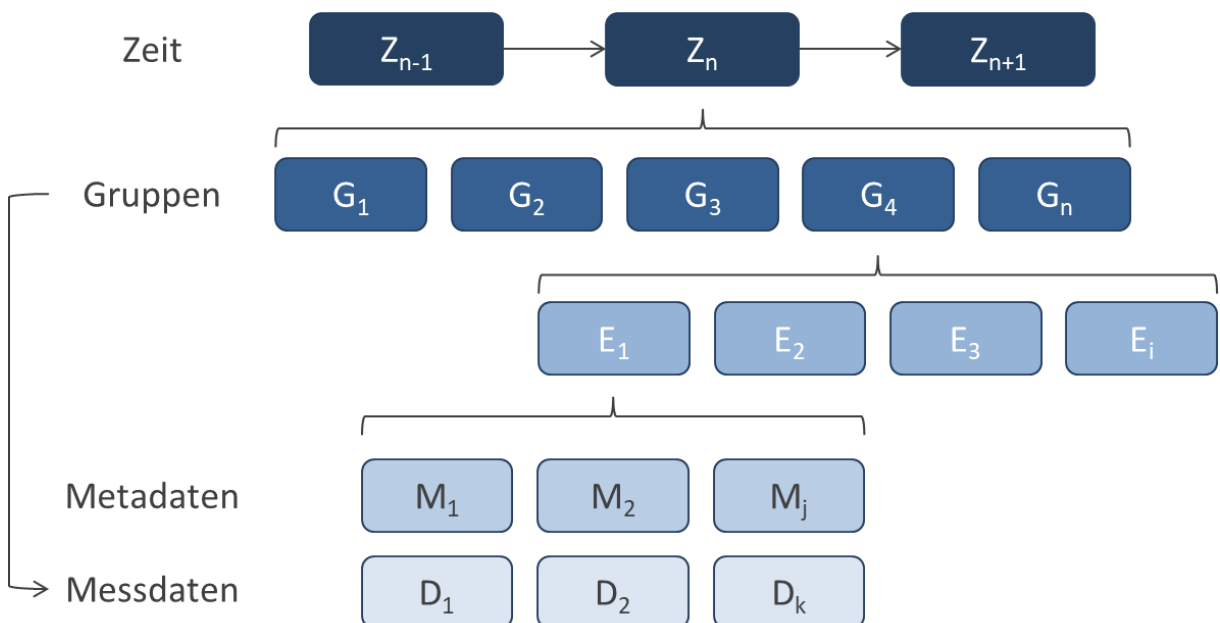 Zeit Zn-1 Zn Zn+1
Gruppen G1 G2 G3 G4 Gn
E1 E2 E3 Ei
Metadaten M1 M2 Mj
Messdaten D1 D2 Dk